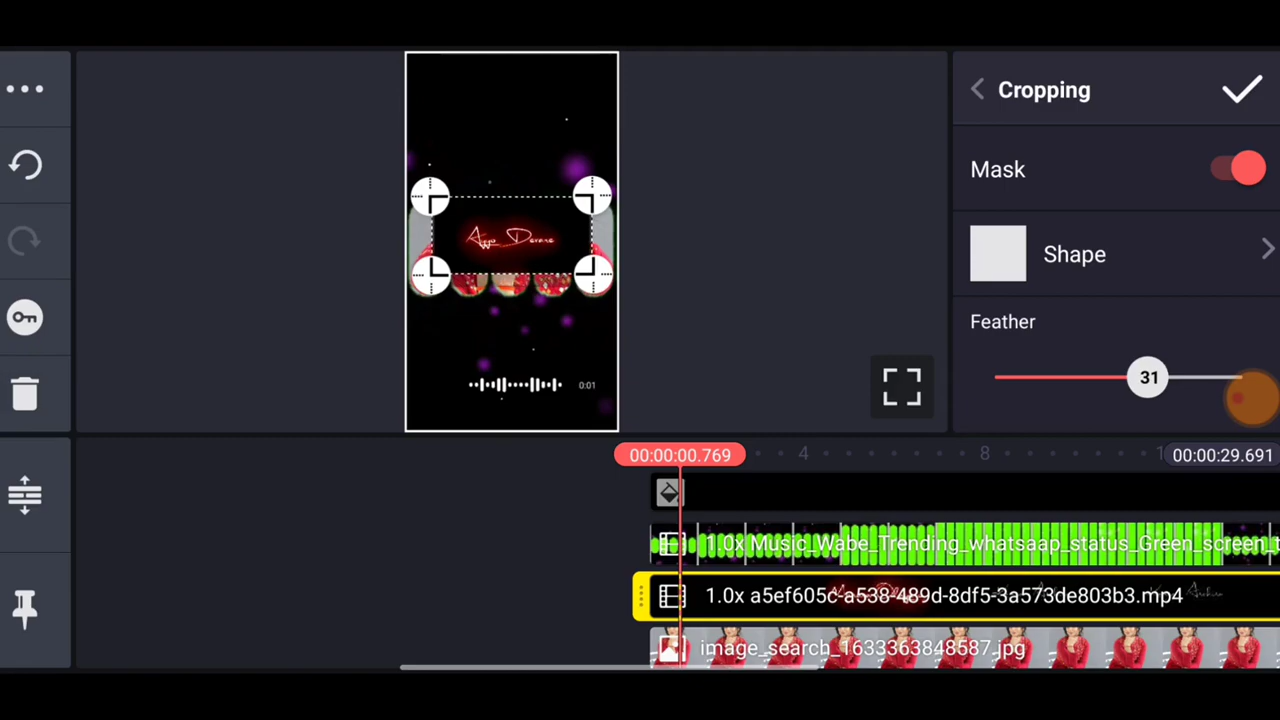 Cropping
Mask
Shape
Feather
31
0:01
00:00:00.769
4
8
1
00:00:29.691
1.0x Music_Wabe_Trending_whatsaap_status_Green_screen_t
1.0x a5ef605c-a538-489d-8df5-3a573de803b3.mp4
image_search_1633363848587.jpg